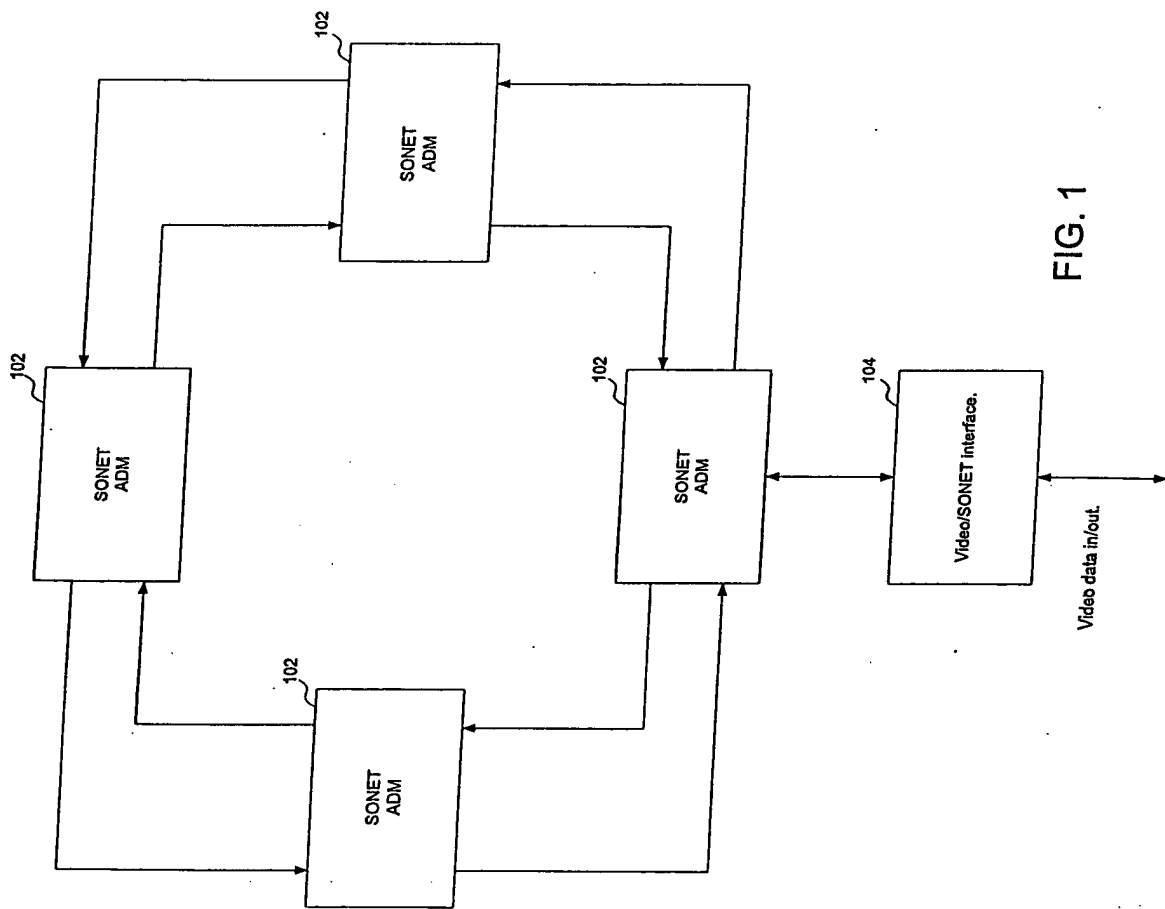 102
SONET
ADM
102
SONET
ADM
102
SONET
ADM
102
SONET
ADM
104
Video/SONET interface.
Video data in/out.
FIG. 1